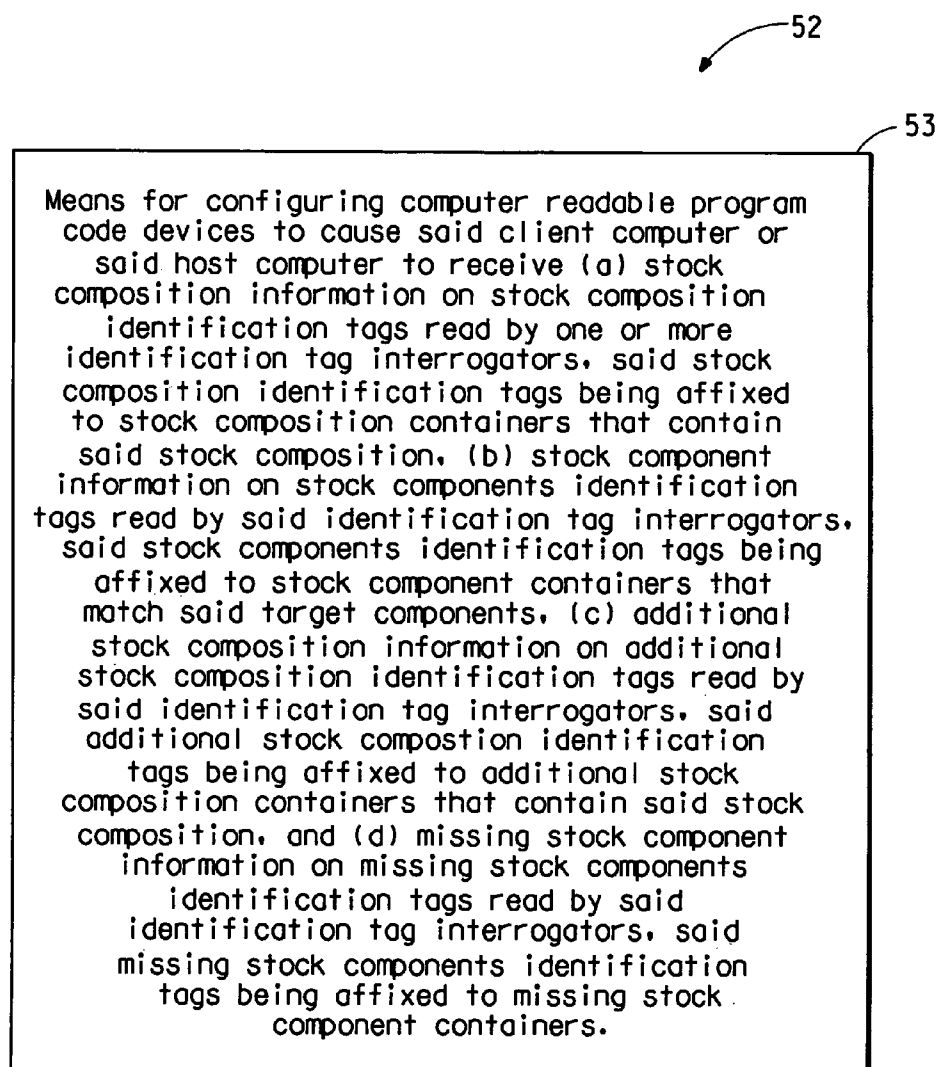 52
53
Means for configuring computer readable program
code devices to cause said client computer or
said host computer to receive (a) stock
composition information on stock composition
identification tags read by one or more
identification tag interrogators, said stock
composition identification tags being affixed
to stock composition containers that contain
said stock composition, (b) stock component
information on stock components identification
tags read by said identification tag interrogators,
said stock components identification tags being
affixed to stock component containers that
match said target components, (c) additional
stock composition information on additional
stock composition identification tags read by
said identification tag interrogators, said
additional stock compostion identification
tags being affixed to additional stock
composition containers that contain said stock
composition, and (d) missing stock component
information on missing stock components
identification tags read by said
identification tag interrogators, said
missing stock components identification
tags being affixed to missing stock
component containers.